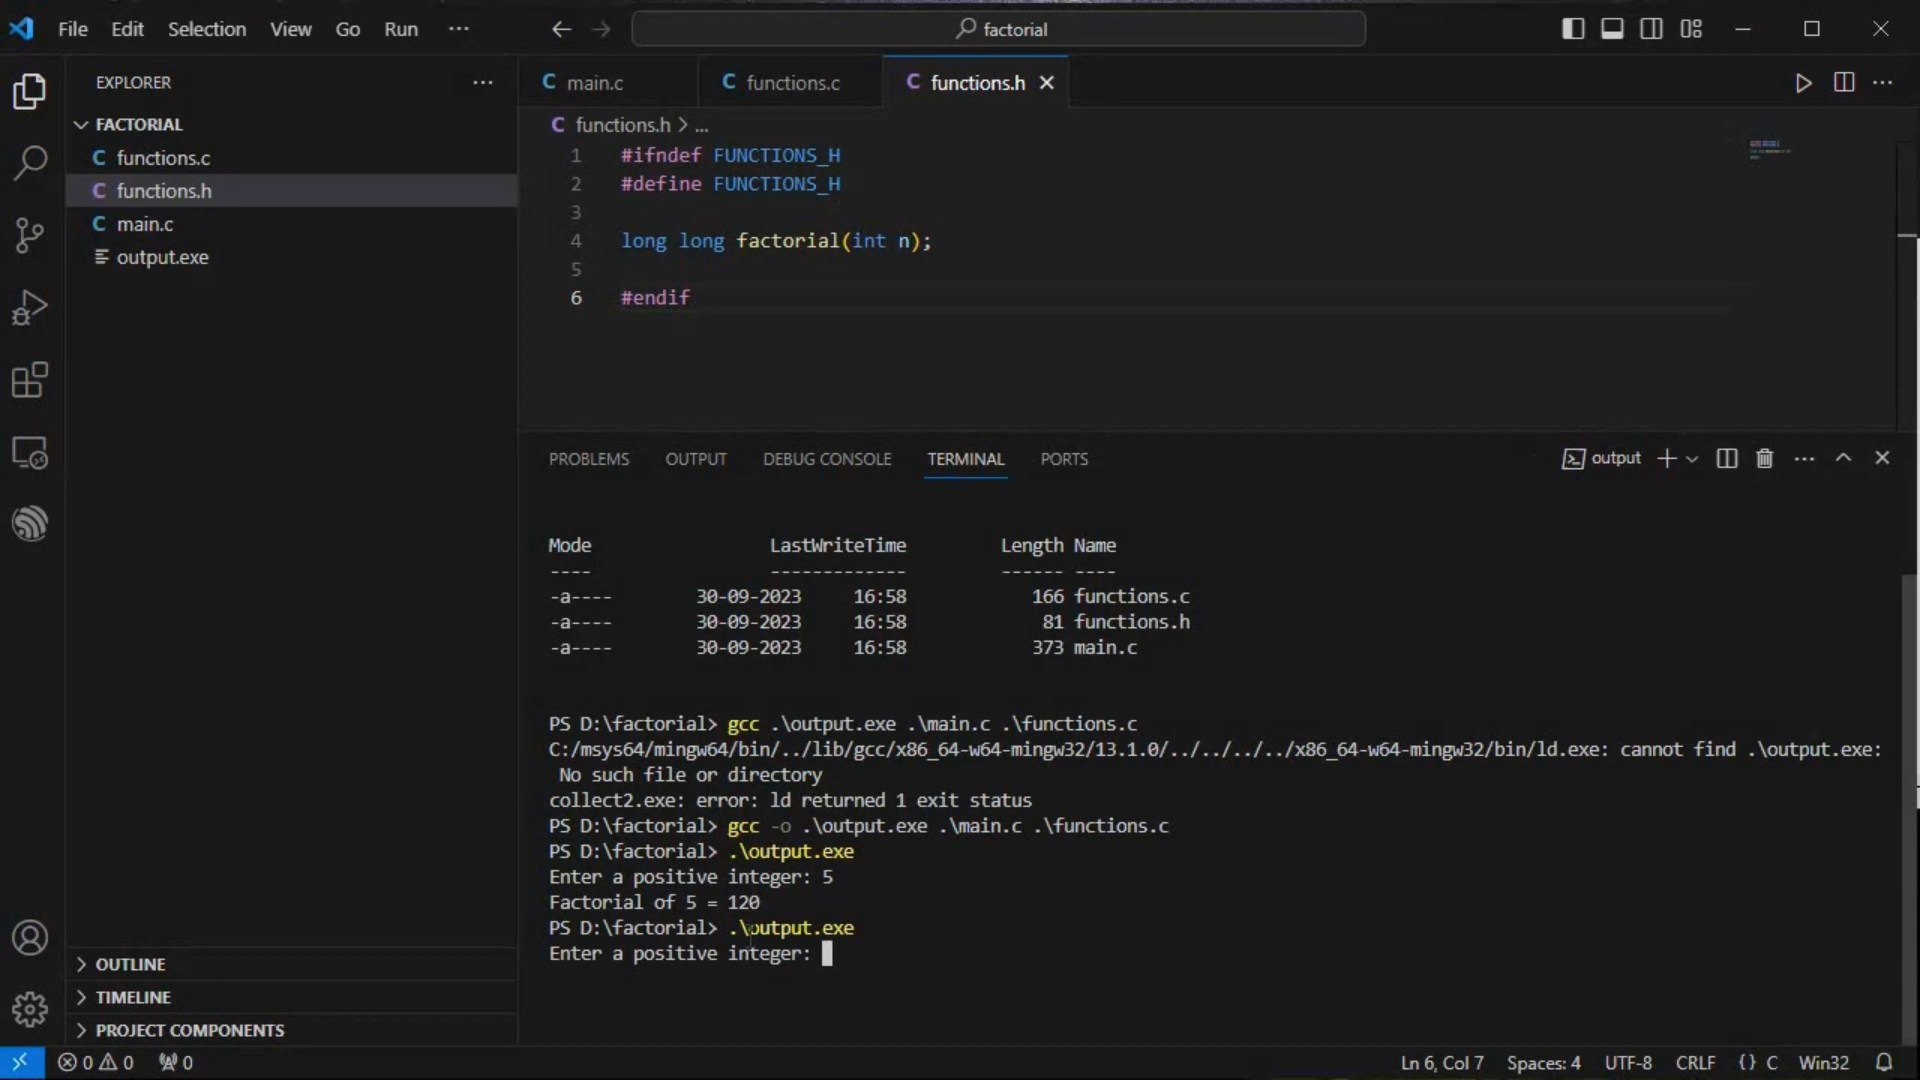 File Edit Selection View Go Run ··· factorial
EXPLORER ···
FACTORIAL
C functions.c
C functions.h
C main.c
output.exe
OUTLINE
TIMELINE
PROJECT COMPONENTS
C main.c C functions.c C functions.h
C functions.h > ...
1 #ifndef FUNCTIONS_H
2 #define FUNCTIONS_H
3
4 long long factorial(int n);
5
6 #endif
PROBLEMS OUTPUT DEBUG CONSOLE TERMINAL PORTS output
Mode LastWriteTime Length Name
---- ------------- ------ ----
-a---- 30-09-2023 16:58 166 functions.c
-a---- 30-09-2023 16:58 81 functions.h
-a---- 30-09-2023 16:58 373 main.c
PS D:\factorial> gcc .\output.exe .\main.c .\functions.c
C:/msys64/mingw64/bin/../lib/gcc/x86_64-w64-mingw32/13.1.0/../../../../x86_64-w64-mingw32/bin/ld.exe: cannot find .\output.exe:
No such file or directory
collect2.exe: error: ld returned 1 exit status
PS D:\factorial> gcc -o .\output.exe .\main.c .\functions.c
PS D:\factorial> .\output.exe
Enter a positive integer: 5
Factorial of 5 = 120
PS D:\factorial> .\output.exe
Enter a positive integer:
0 0 0 Ln 6, Col 7 Spaces: 4 UTF-8 CRLF {} C Win32